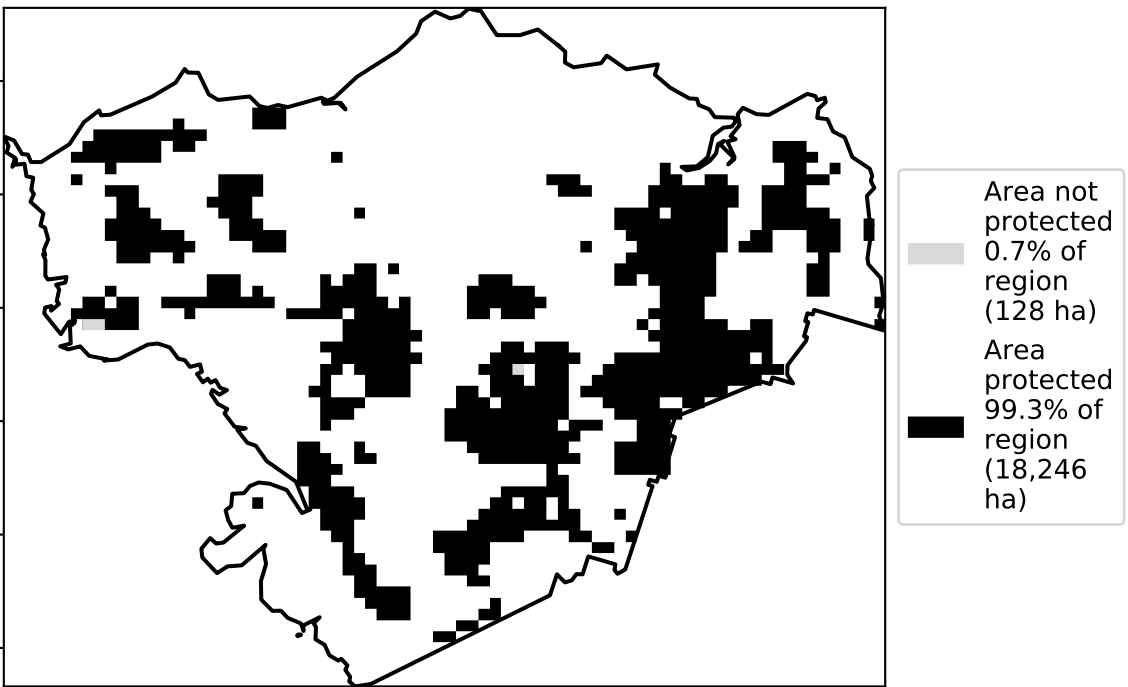 Area not
protected
0.7% of
region
(128 ha)
Area
protected
99.3% of
region
(18,246
ha)